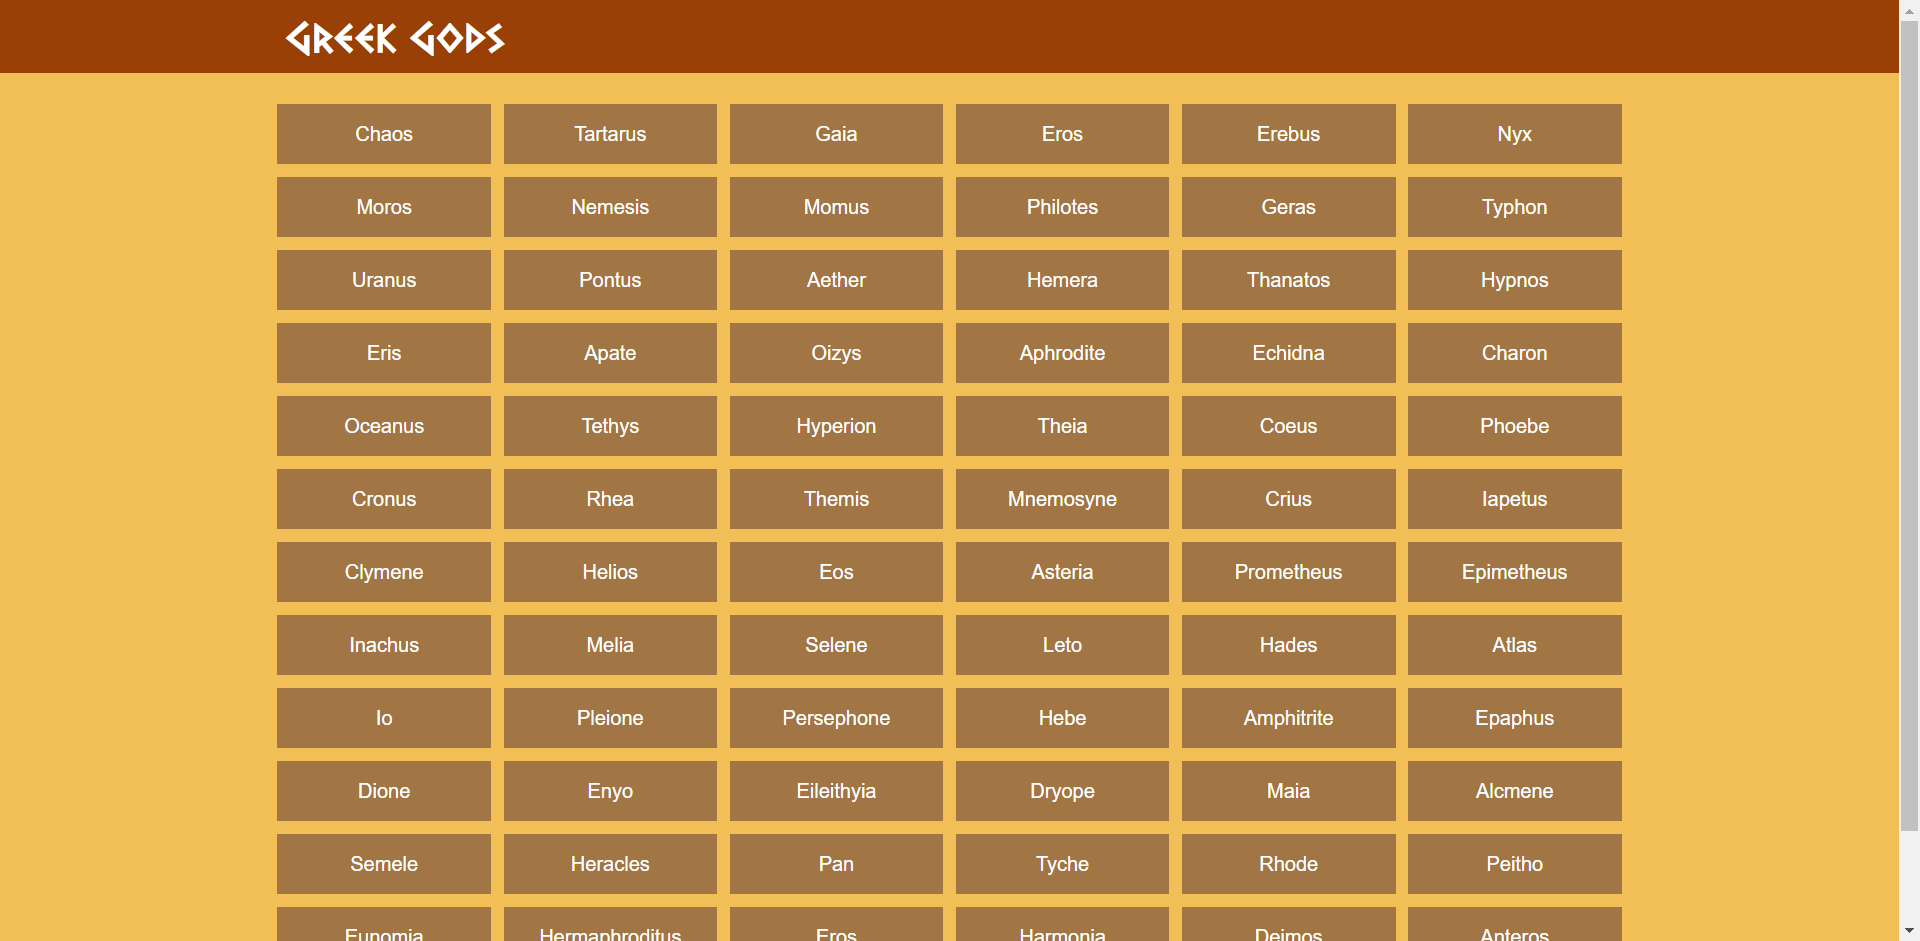 Greek Gods
Chaos Tartarus Gaia Eros Erebus Nyx
Moros Nemesis Momus Philotes Geras Typhon
Uranus Pontus Aether Hemera Thanatos Hypnos
Eris Apate Oizys Aphrodite Echidna Charon
Oceanus Tethys Hyperion Theia Coeus Phoebe
Cronus Rhea Themis Mnemosyne Crius Iapetus
Clymene Helios Eos Asteria Prometheus Epimetheus
Inachus Melia Selene Leto Hades Atlas
Io Pleione Persephone Hebe Amphitrite Epaphus
Dione Enyo Eileithyia Dryope Maia Alcmene
Semele Heracles Pan Tyche Rhode Peitho
Eunomia Hermaphroditus Eros Harmonia Deimos Anteros